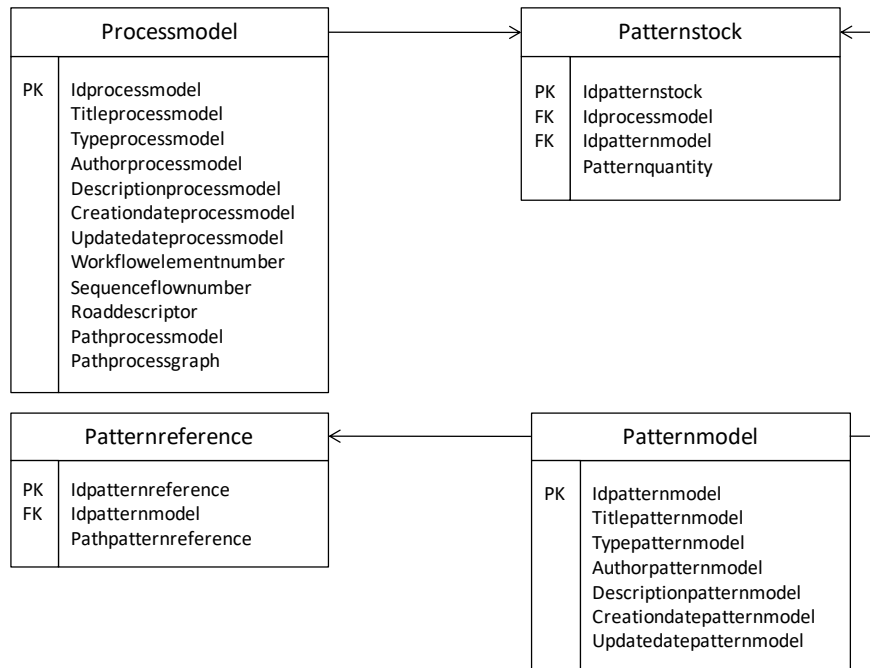 Processmodel
PK Idprocessmodel
Titleprocessmodel
Typeprocessmodel
Authorprocessmodel
Descriptionprocessmodel
Creationdateprocessmodel
Updatedateprocessmodel
Workflowelementnumber
Sequenceflownumber
Roaddescriptor
Pathprocessmodel
Pathprocessgraph
Patternstock
PK Idpatternstock
FK Idprocessmodel
FK Idpatternmodel
Patternquantity
Patternreference
PK Idpatternreference
FK Idpatternmodel
Pathpatternreference
Patternmodel
PK Idpatternmodel
Titlepatternmodel
Typepatternmodel
Authorpatternmodel
Descriptionpatternmodel
Creationdatepatternmodel
Updatedatepatternmodel